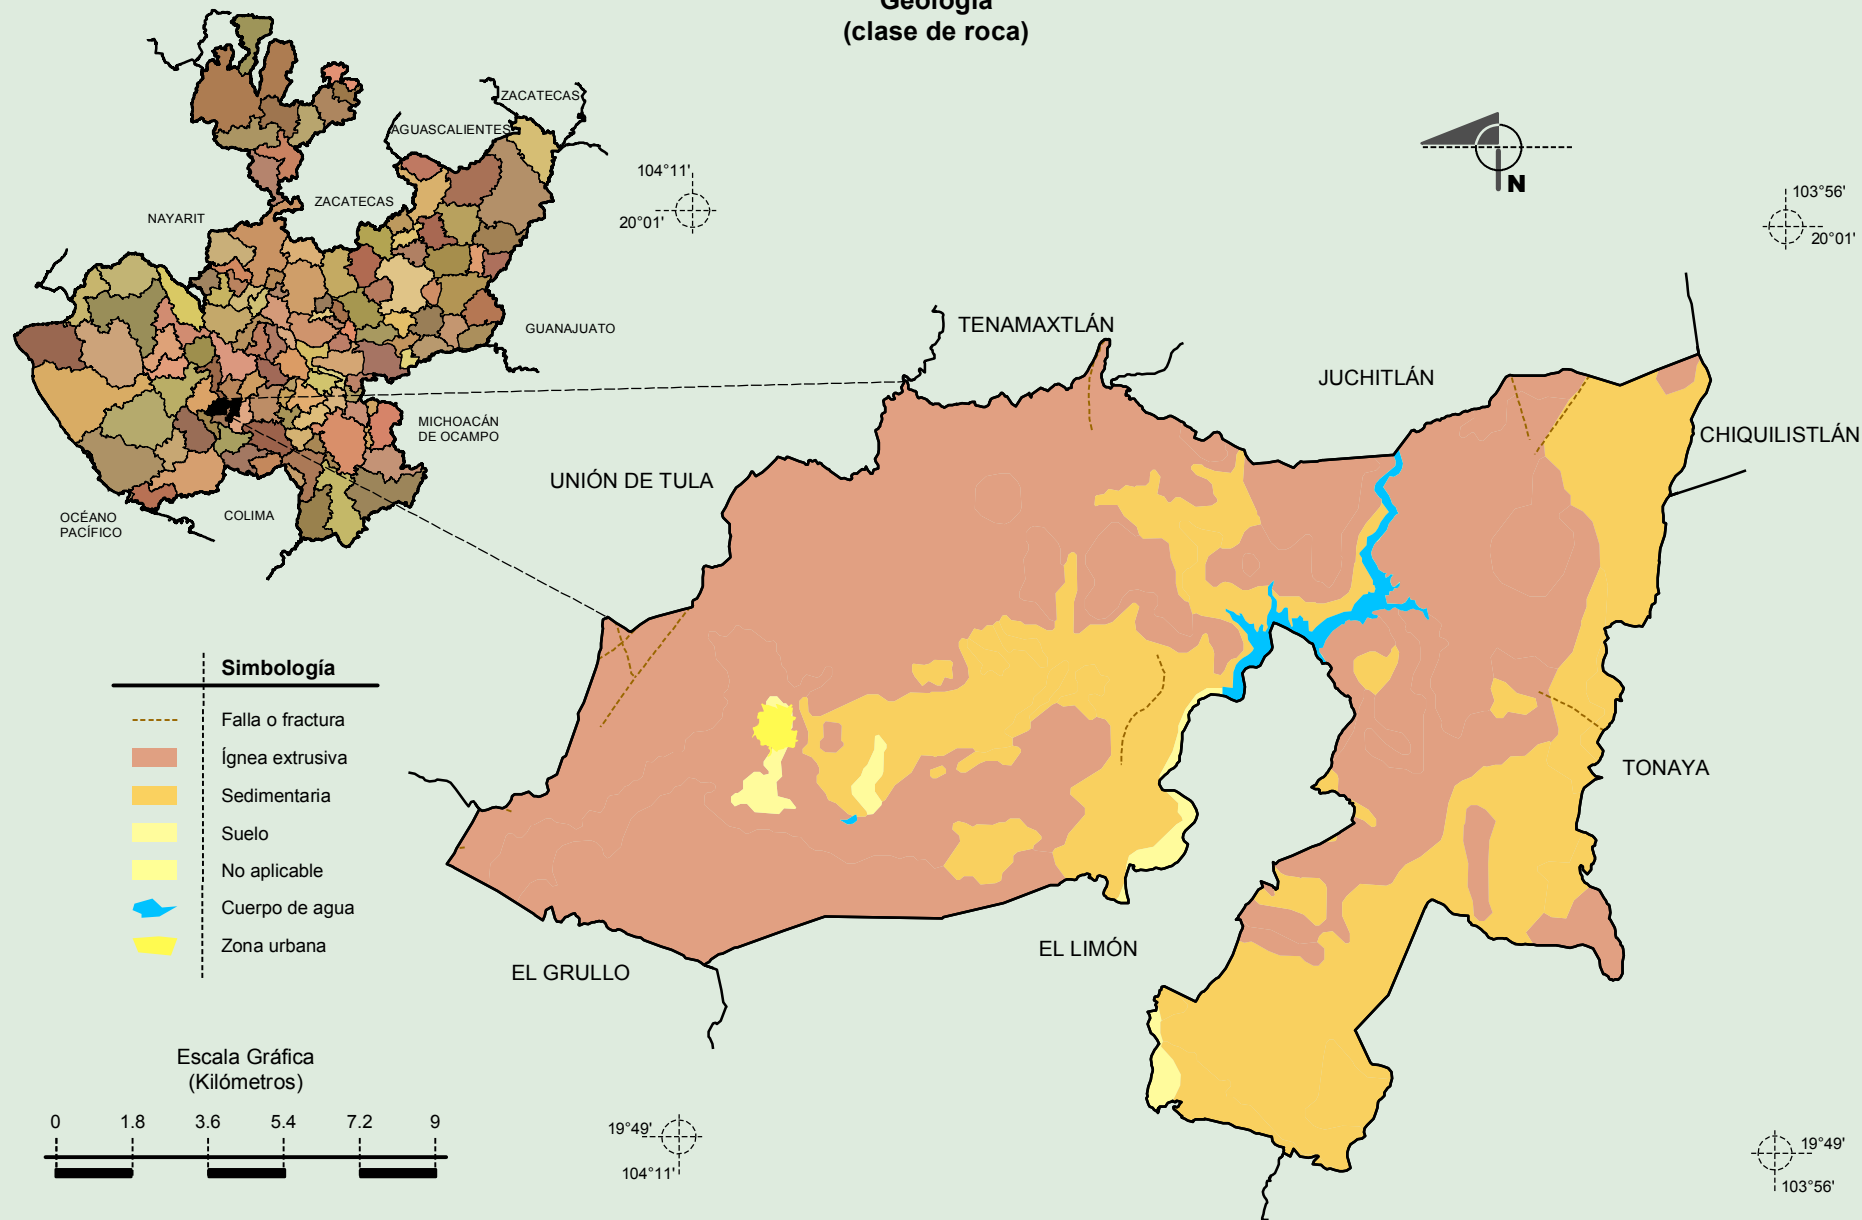 Geología
(clase de roca)
ZACATECAS
AGUASCALIENTES
ZACATECAS
NAYARIT
GUANAJUATO
MICHOACÁN
DE OCAMPO
COLIMA
OCÉANO
PACÍFICO
104°11'
20°01'
N
103°56'
20°01'
TENAMAXTLÁN
JUCHITLÁN
CHIQUILISTLÁN
UNIÓN DE TULA
TONAYA
EL LIMÓN
EL GRULLO
Simbología
Falla o fractura
Ígnea extrusiva
Sedimentaria
Suelo
No aplicable
Cuerpo de agua
Zona urbana
Escala Gráfica
(Kilómetros)
0 1.8 3.6 5.4 7.2 9
19°49'
104°11'
19°49'
103°56'